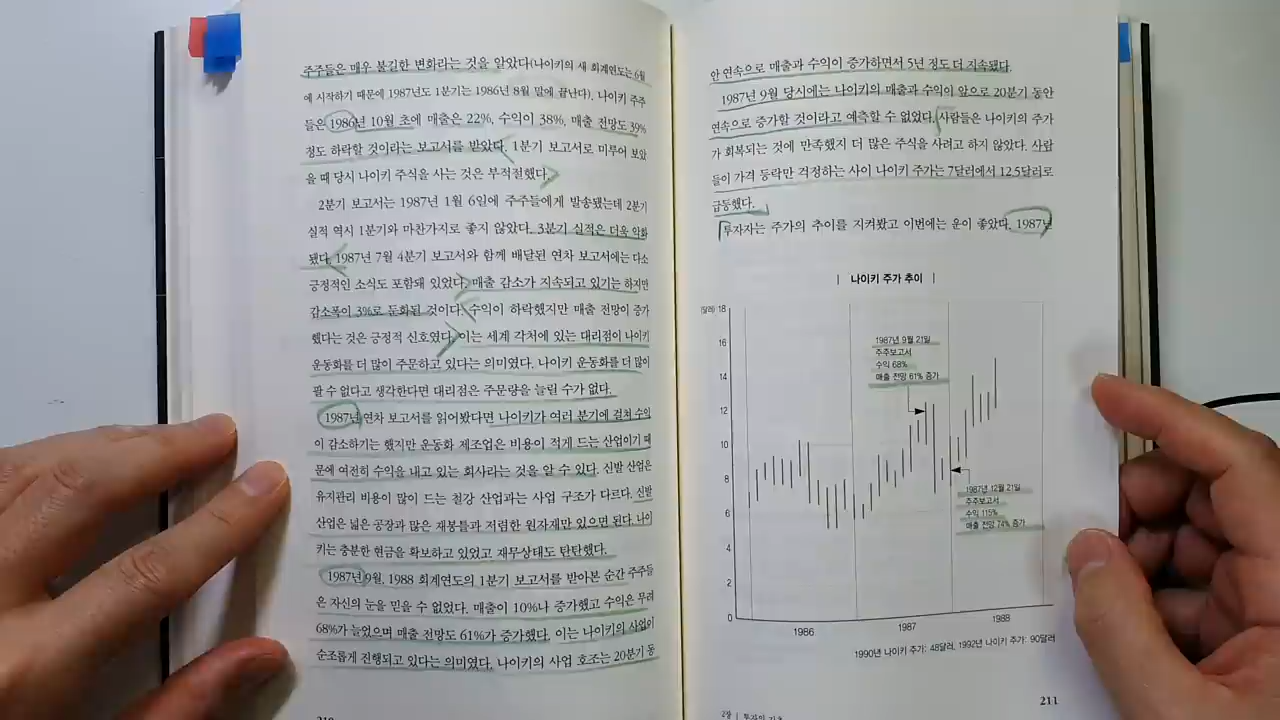 주주들은 매우 불길한 변화라는 것을 알았다(나이키의 새 회계연도는 6월
에 시작하기 때문에 1987년도 1분기는 1986년 8월 말에 끝난다). 나이키 주주
들은 1986년 10월 초에 매출은 22%, 수익이 38%, 매출 전망도 39%
정도 하락할 것이라는 보고서를 받았다. 1분기 보고서로 미루어 보았
을 때 당시 나이키 주식을 사는 것은 부적절했다.
2분기 보고서는 1987년 1월 6일에 주주들에게 발송됐는데 2분기
실적 역시 1분기와 마찬가지로 좋지 않았다. 3분기 실적은 더욱 악화
됐다. 1987년 7월 4분기 보고서와 함께 배달된 연차 보고서에는 다소
긍정적인 소식도 포함돼 있었다. 매출 감소가 지속되고 있기는 하지만
감소폭이 3%로 둔화된 것이다. 수익이 하락했지만 매출 전망이 증가
했다는 것은 긍정적 신호였다. 이는 세계 각처에 있는 대리점이 나이키
운동화를 더 많이 주문하고 있다는 의미였다. 나이키 운동화를 더 많이
팔 수 없다고 생각한다면 대리점은 주문량을 늘릴 수가 없다.
1987년 연차 보고서를 읽어봤다면 나이키가 여러 분기에 걸쳐 수익
이 감소하기는 했지만 운동화 제조업은 비용이 적게 드는 산업이기 때
문에 여전히 수익을 내고 있는 회사라는 것을 알 수 있다. 신발 산업은
유지관리 비용이 많이 드는 철강 산업과는 사업 구조가 다르다. 신발
산업은 넓은 공장과 많은 재봉틀과 저렴한 원자재만 있으면 된다. 나이
키는 충분한 현금을 확보하고 있었고 재무상태도 탄탄했다.
1987년 9월, 1988 회계연도의 1분기 보고서를 받아본 순간 주주들
은 자신의 눈을 믿을 수 없었다. 매출이 10%나 증가했고 수익은 무려
68%가 늘었으며 매출 전망도 61%가 증가했다. 이는 나이키의 사업이
순조롭게 진행되고 있다는 의미였다. 나이키의 사업 호조는 20분기 동
210
안 연속으로 매출과 수익이 증가하면서 5년 정도 더 지속됐다.
1987년 9월 당시에는 나이키의 매출과 수익이 앞으로 20분기 동안
연속으로 증가할 것이라고 예측할 수 없었다. 사람들은 나이키의 주가
가 회복되는 것에 만족했지 더 많은 주식을 사려고 하지 않았다. 사람
들이 가격 등락만 걱정하는 사이 나이키 주가는 7달러에서 12.5달러로
급등했다.
투자자는 주가의 추이를 지켜봤고 이번에는 운이 좋았다. 1987년
| 나이키 주가 추이 |
(달러) 18
16
14
12
10
8
6
4
2
0
1987년 9월 21일
주주보고서
수익 68%
매출 전망 61% 증가
1987년 12월 21일
주주보고서
수익 115%
매출 전망 74% 증가
1986 1987 1988
1990년 나이키 주가: 48달러, 1992년 나이키 주가: 90달러
2장 | 투자의 기초
211